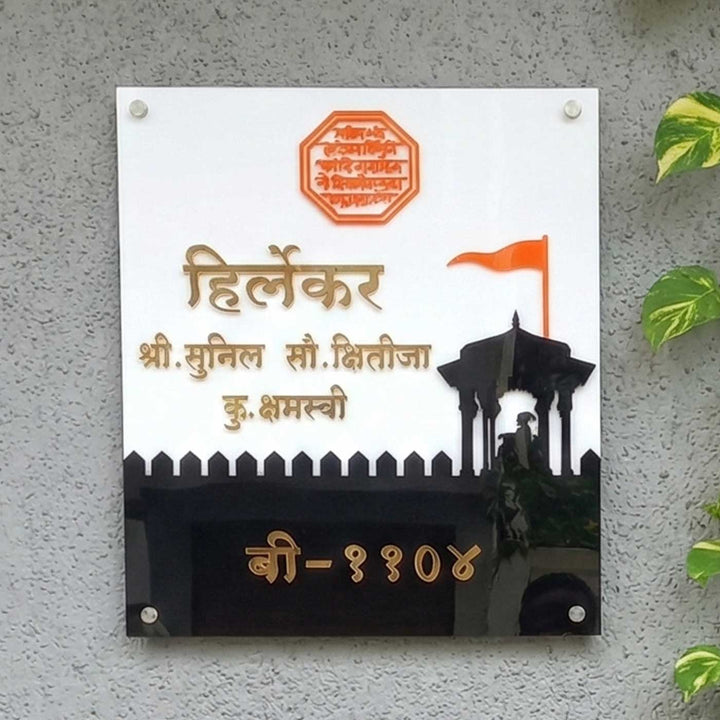 हिर्लेकर
श्री.सुनिल सौ.क्षितीजा
कु.क्षमस्वी
बी-११०४